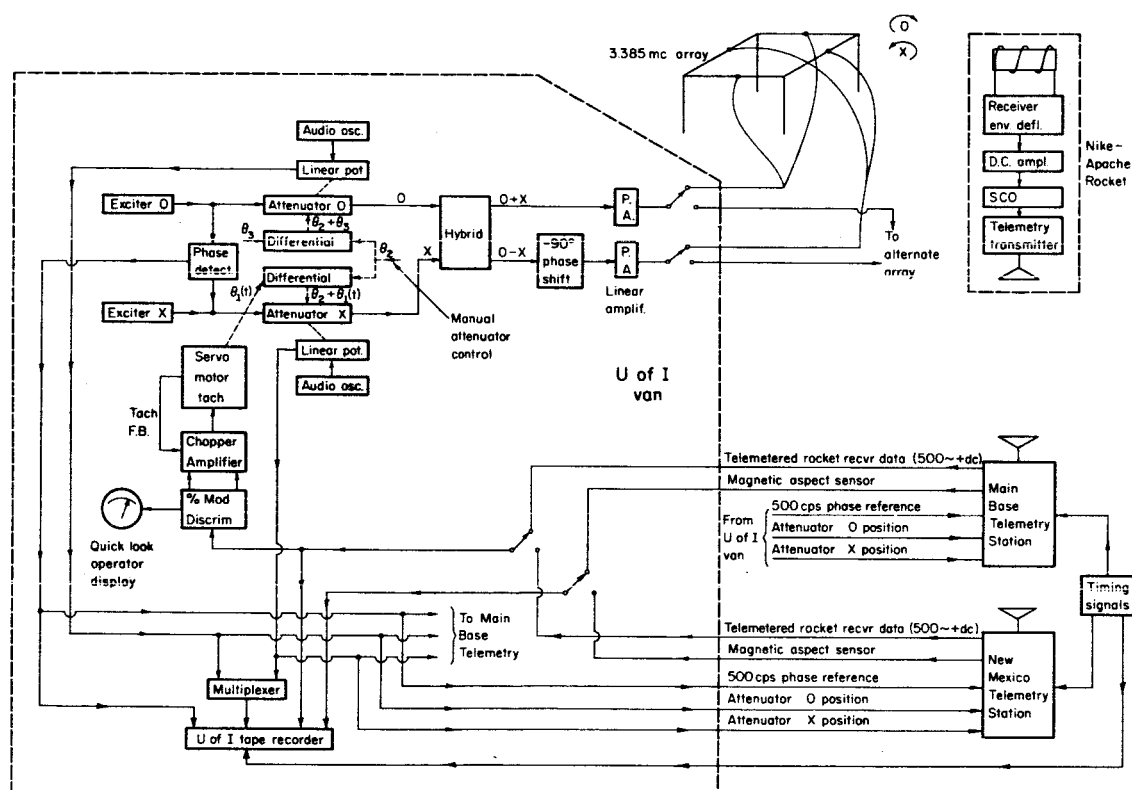 3.385 mc array
O
X
Receiver
env. defl.
D.C. ampl.
SCO
Telemetry
transmitter
Nike-
Apache
Rocket
Audio osc.
Linear pot
Exciter O
Attenuator O
O
θ2 + θ3
θ3
Differential
θ2
Phase
detect.
Differential
θ1(t)
θ2 + θ1(t)
Exciter X
Attenuator X
X
Hybrid
O+X
O-X
-90°
phase
shift
P.
A.
P.
A
Linear
amplif.
To
alternate
array
Manual
attenuator
control
Linear pot.
Audio osc.
U of I
van
Servo
motor
tach
Tach
F.B.
Chopper
Amplifier
% Mod
Discrim
Quick look
operator
display
Telemetered rocket recvr data (500~+dc)
Magnetic aspect sensor
From
U of I
van
500 cps phase reference
Attenuator O position
Attenuator X position
Main
Base
Telemetry
Station
Timing
signals
To Main
Base
Telemetry
Telemetered rocket recvr data (500~+dc)
Magnetic aspect sensor
500 cps phase reference
Attenuator O position
Attenuator X position
New
Mexico
Telemetry
Station
Multiplexer
U of I tape recorder